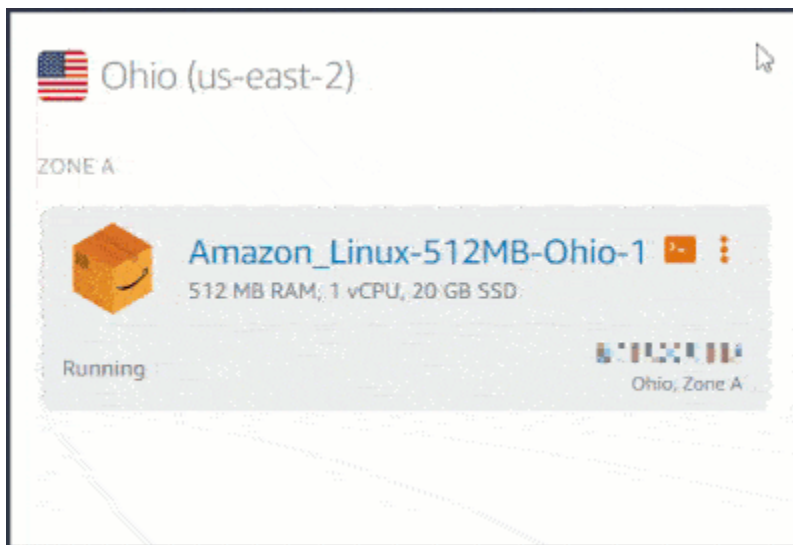 Ohio (us-east-2)
ZONE A
Amazon_Linux-512MB-Ohio-1
512 MB RAM, 1 vCPU, 20 GB SSD
Running
Ohio, Zone A